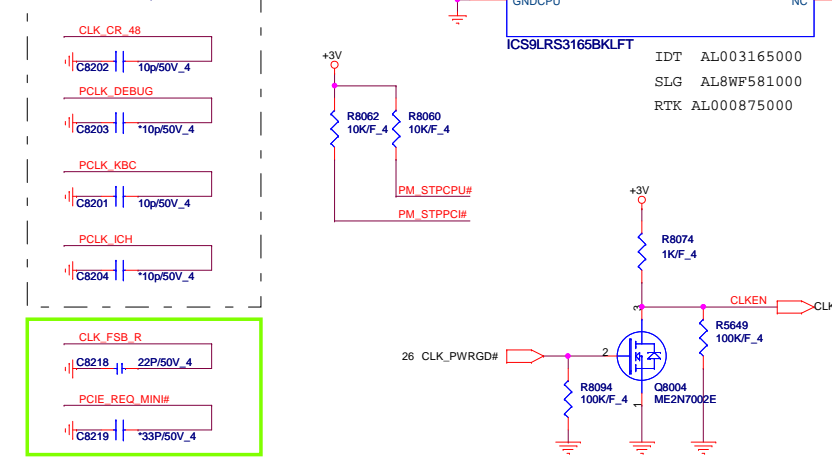 GNDCPU
NC
ICS9LRS3165BKLFT
IDT AL003165000
SLG AL8WF581000
RTK AL000875000
CLK_CR_48
C8202 10p/50V_4
PCLK_DEBUG
C8203 *10p/50V_4
PCLK_KBC
C8201 10p/50V_4
PCLK_ICH
C8204 *10p/50V_4
CLK_FSB_R
C8218 22P/50V_4
PCIE_REQ_MINI#
C8219 *33P/50V_4
+3V
R8062
10K/F_4
R8060
10K/F_4
PM_STPCPU#
PM_STPPCI#
+3V
R8074
1K/F_4
CLKEN
CLK
3
R5649
100K/F_4
26 CLK_PWRGD#
2
R8094
100K/F_4
1
Q8004
ME2N7002E